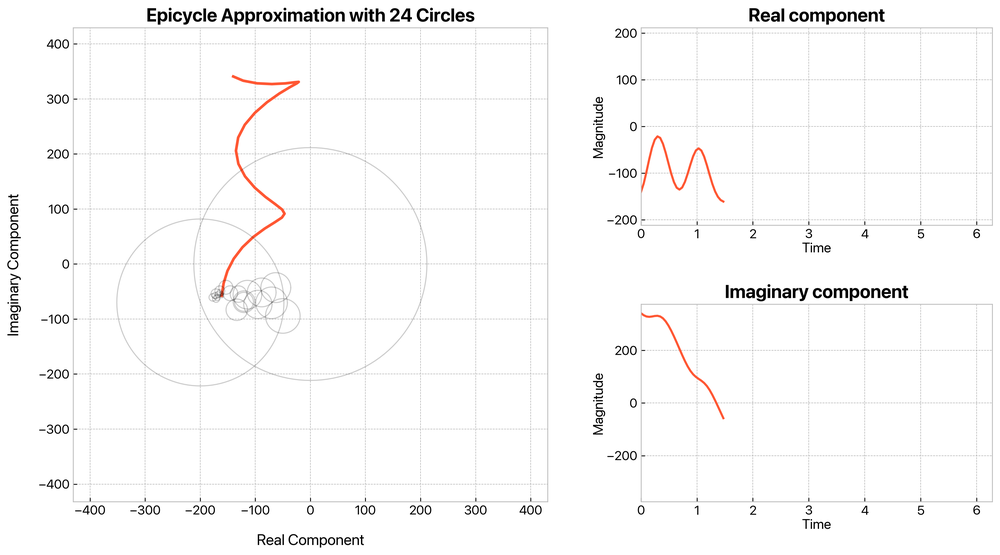 Epicycle Approximation with 24 Circles
400
300
200
100
0
−100
−200
−300
−400
−400 −300 −200 −100 0 100 200 300 400
Imaginary Component
Real Component
Real component
200
100
0
−100
−200
0 1 2 3 4 5 6
Magnitude
Time
Imaginary component
200
0
−200
0 1 2 3 4 5 6
Magnitude
Time